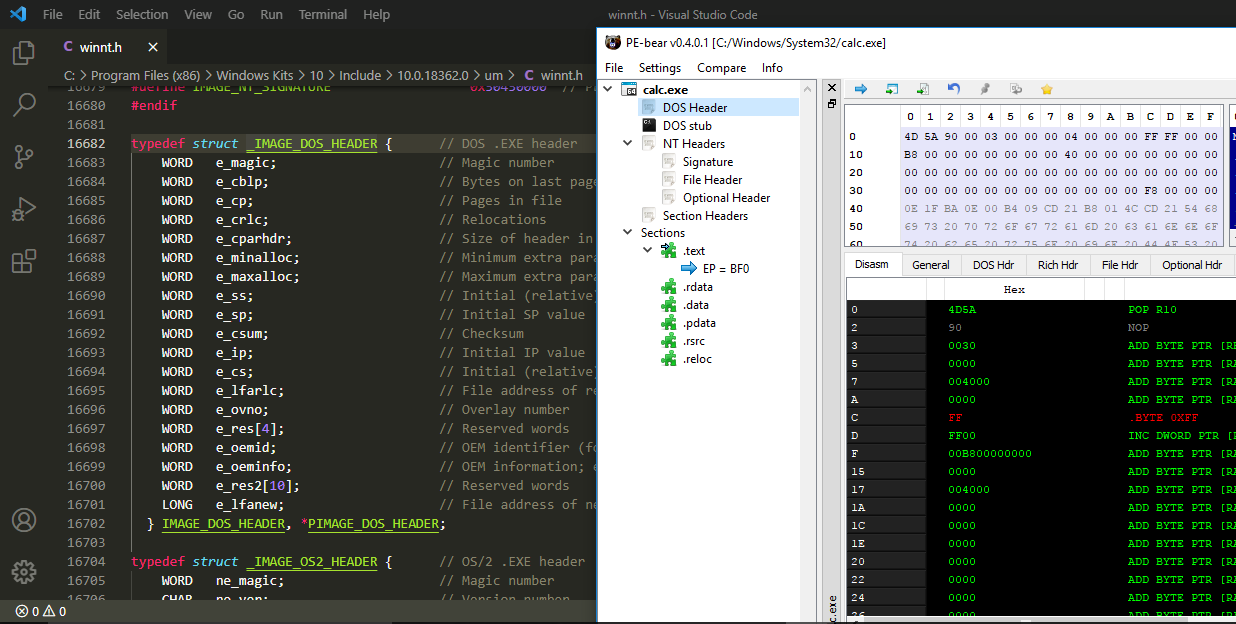 File Edit Selection View Go Run Terminal Help winnt.h - Visual Studio Code
winnt.h
C: > Program Files (x86) > Windows Kits > 10 > Include > 10.0.18362.0 > um > C winnt.h
16679 #define IMAGE_NT_SIGNATURE 0x50450000
16680 #endif
16681
16682 typedef struct _IMAGE_DOS_HEADER { // DOS .EXE header
16683 WORD e_magic; // Magic number
16684 WORD e_cblp; // Bytes on last page
16685 WORD e_cp; // Pages in file
16686 WORD e_crlc; // Relocations
16687 WORD e_cparhdr; // Size of header in
16688 WORD e_minalloc; // Minimum extra para
16689 WORD e_maxalloc; // Maximum extra para
16690 WORD e_ss; // Initial (relative)
16691 WORD e_sp; // Initial SP value
16692 WORD e_csum; // Checksum
16693 WORD e_ip; // Initial IP value
16694 WORD e_cs; // Initial (relative)
16695 WORD e_lfarlc; // File address of re
16696 WORD e_ovno; // Overlay number
16697 WORD e_res[4]; // Reserved words
16698 WORD e_oemid; // OEM identifier (fo
16699 WORD e_oeminfo; // OEM information; e
16700 WORD e_res2[10]; // Reserved words
16701 LONG e_lfanew; // File address of ne
16702 } IMAGE_DOS_HEADER, *PIMAGE_DOS_HEADER;
16703
16704 typedef struct _IMAGE_OS2_HEADER { // OS/2 .EXE header
16705 WORD ne_magic; // Magic number
16706 CHAR ne_ver; // Version number
0 0
PE-bear v0.4.0.1 [C:/Windows/System32/calc.exe]
File Settings Compare Info
calc.exe
DOS Header
DOS stub
NT Headers
Signature
File Header
Optional Header
Section Headers
Sections
.text
EP = BF0
.rdata
.data
.pdata
.rsrc
.reloc
0 1 2 3 4 5 6 7 8 9 A B C D E F
0 4D 5A 90 00 03 00 00 00 04 00 00 00 FF FF 00 00
10 B8 00 00 00 00 00 00 00 40 00 00 00 00 00 00 00
20 00 00 00 00 00 00 00 00 00 00 00 00 00 00 00 00
30 00 00 00 00 00 00 00 00 00 00 00 00 F8 00 00 00
40 0E 1F BA 0E 00 B4 09 CD 21 B8 01 4C CD 21 54 68
50 69 73 20 70 72 6F 67 72 61 6D 20 63 61 6E 6E 6F
60 74 20 62 65 20 72 75 6E 20 69 6E 20 44 4F 53 20
Disasm General DOS Hdr Rich Hdr File Hdr Optional Hdr
Hex
0 4D5A POP R10
2 90 NOP
3 0030 ADD BYTE PTR [RA
5 0000 ADD BYTE PTR [RA
7 004000 ADD BYTE PTR [RA
A 0000 ADD BYTE PTR [RA
C FF .BYTE 0XFF
D FF00 INC DWORD PTR [R
F 00B800000000 ADD BYTE PTR [RA
15 0000 ADD BYTE PTR [RA
17 004000 ADD BYTE PTR [RA
1A 0000 ADD BYTE PTR [RA
1C 0000 ADD BYTE PTR [RA
1E 0000 ADD BYTE PTR [RA
20 0000 ADD BYTE PTR [RA
22 0000 ADD BYTE PTR [RA
24 0000 ADD BYTE PTR [RA
26 0000 ADD BYTE PTR [RA
c.exe